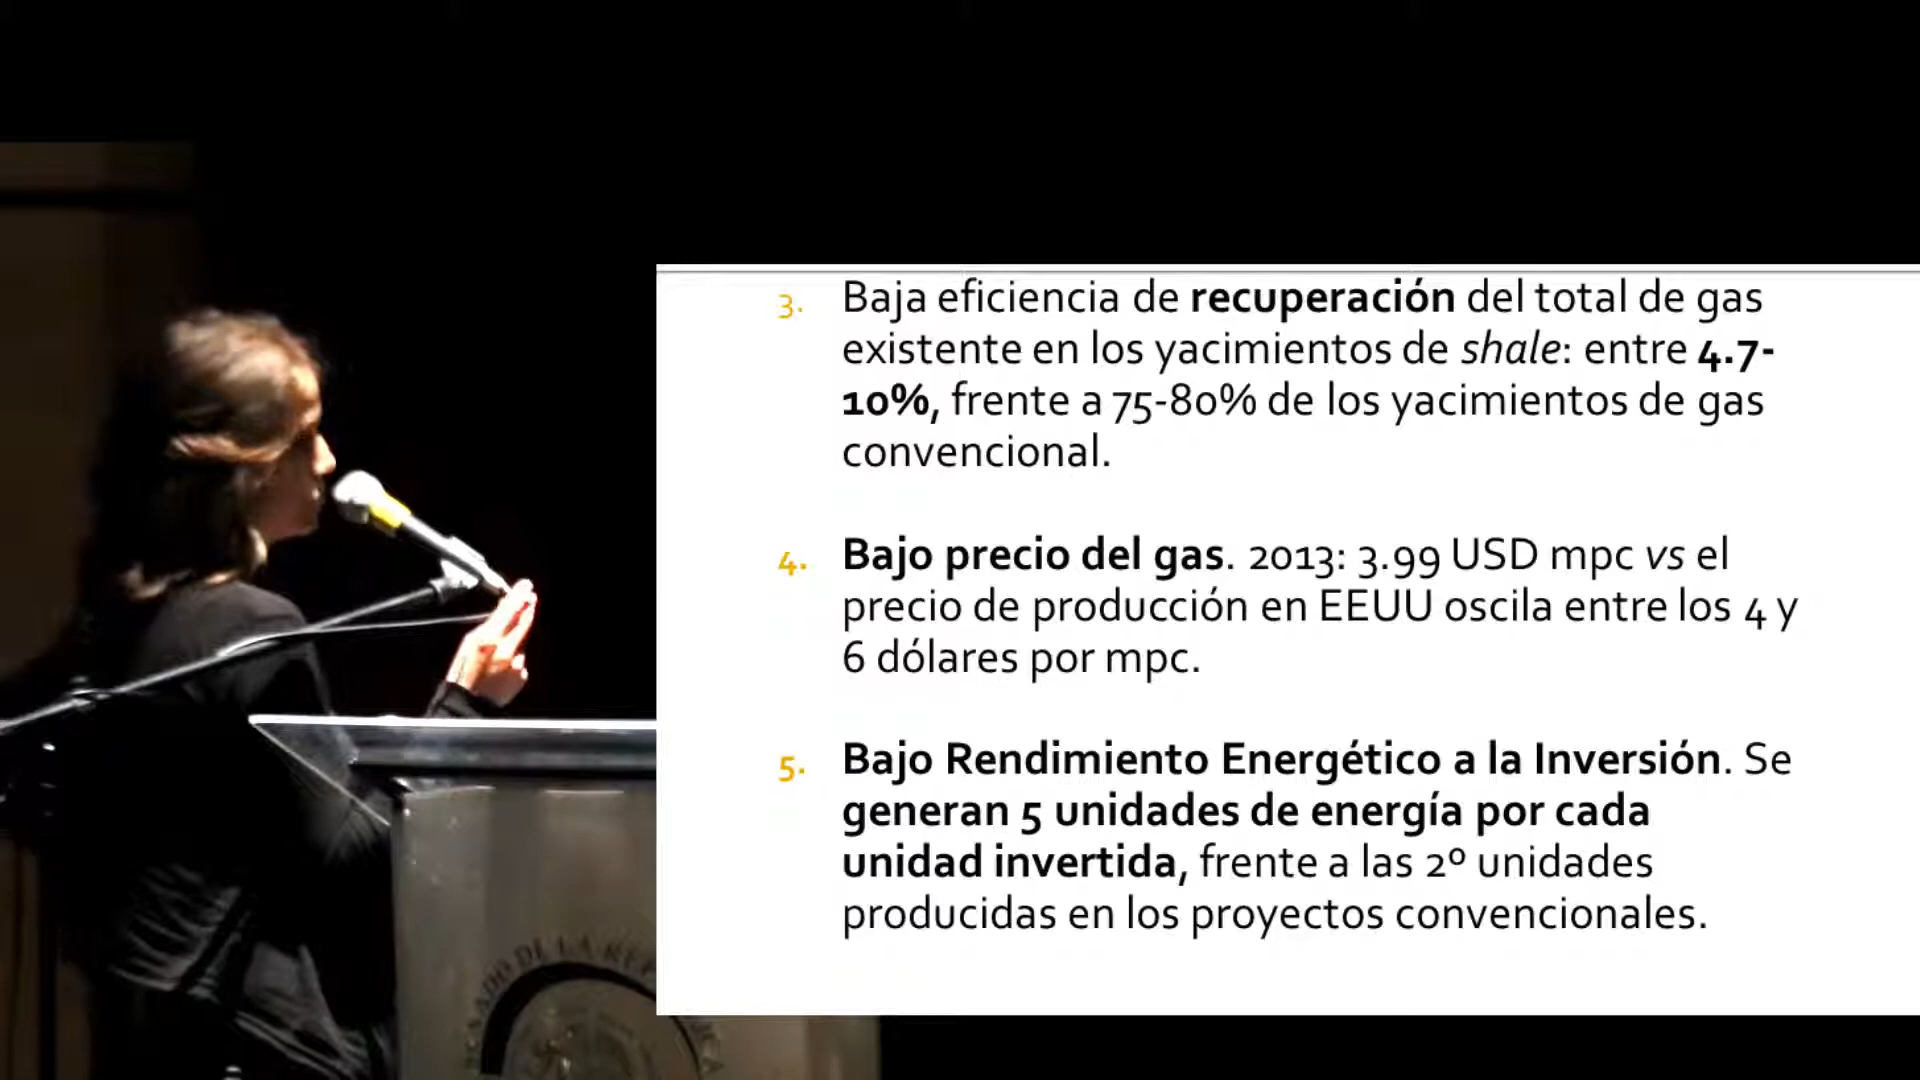 3. Baja eficiencia de recuperación del total de gas
existente en los yacimientos de shale: entre 4.7-
10%, frente a 75-80% de los yacimientos de gas
convencional.
4. Bajo precio del gas. 2013: 3.99 USD mpc vs el
precio de producción en EEUU oscila entre los 4 y
6 dólares por mpc.
5. Bajo Rendimiento Energético a la Inversión. Se
generan 5 unidades de energía por cada
unidad invertida, frente a las 2º unidades
producidas en los proyectos convencionales.
DE LA